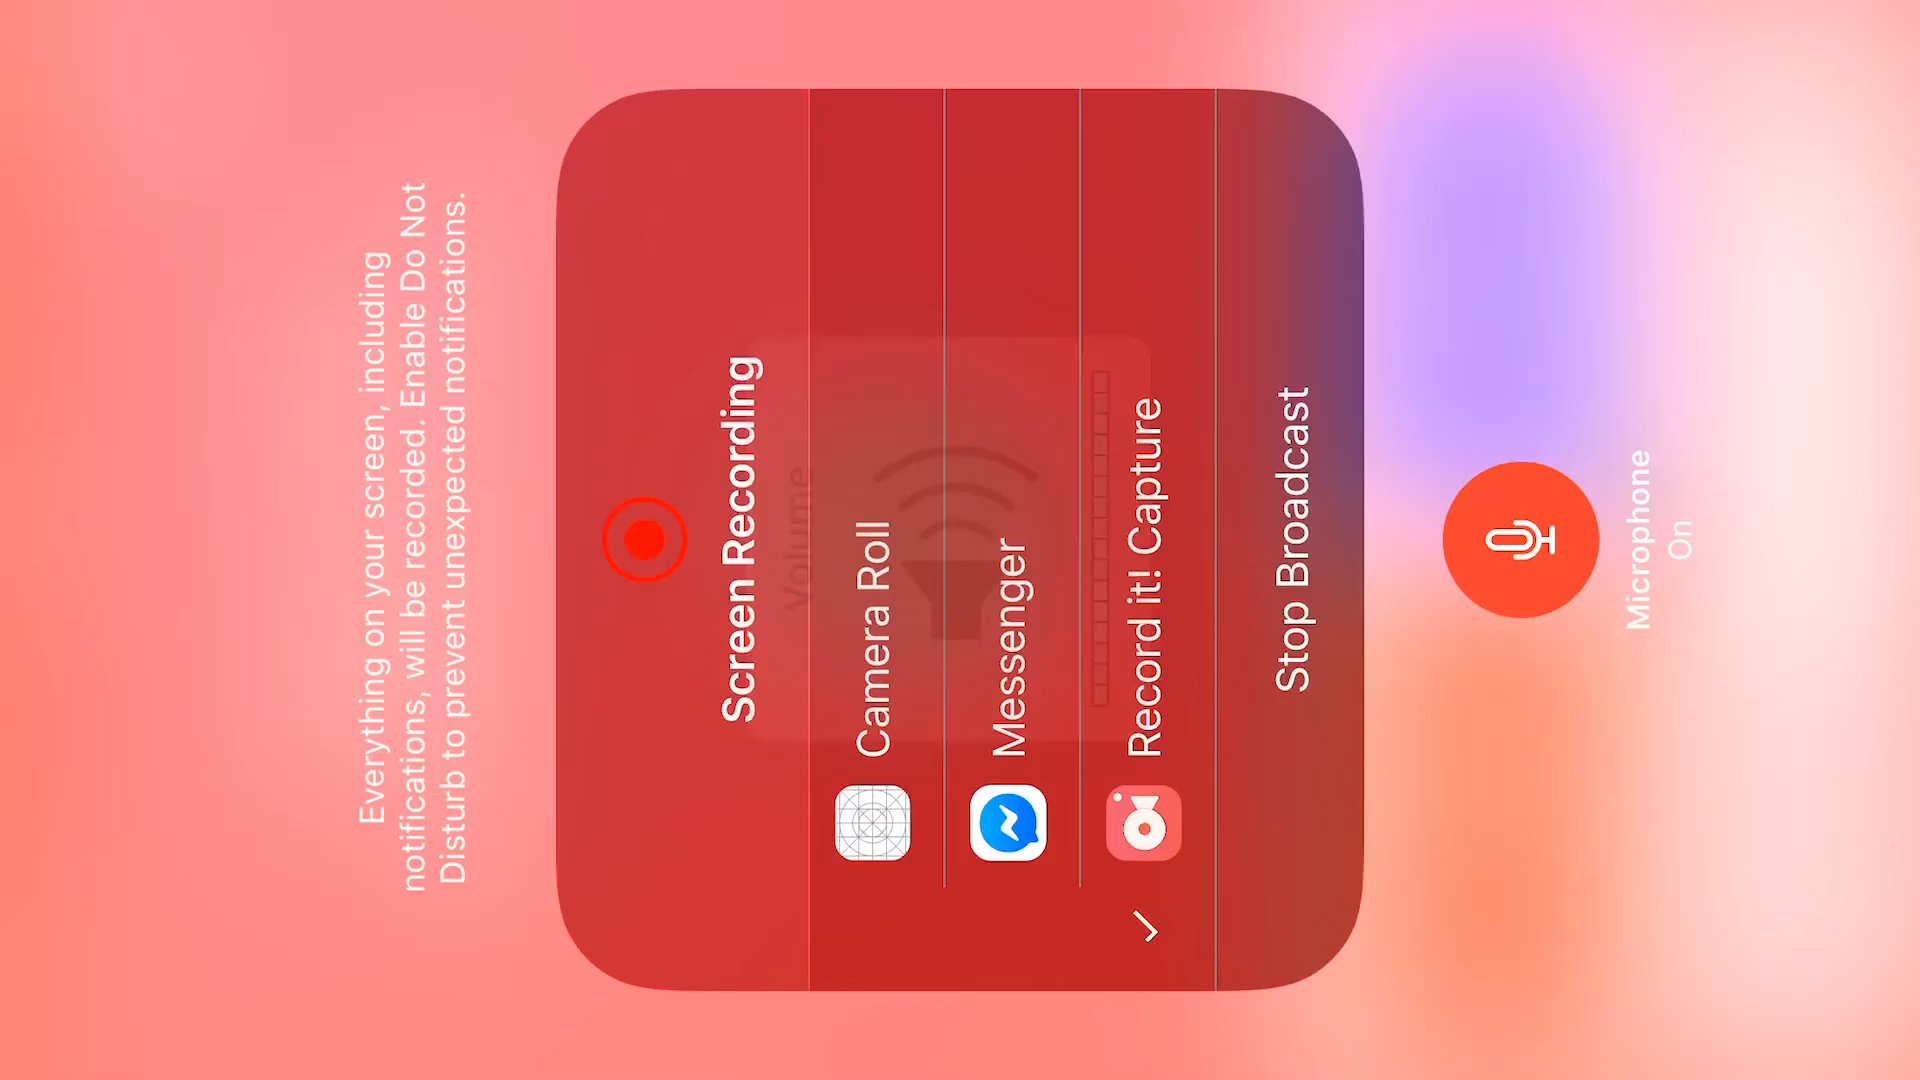 Everything on your screen, including
notifications, will be recorded. Enable Do Not
Disturb to prevent unexpected notifications.
Screen Recording
Volume
Camera Roll
Messenger
Record it! Capture
Stop Broadcast
Microphone
On